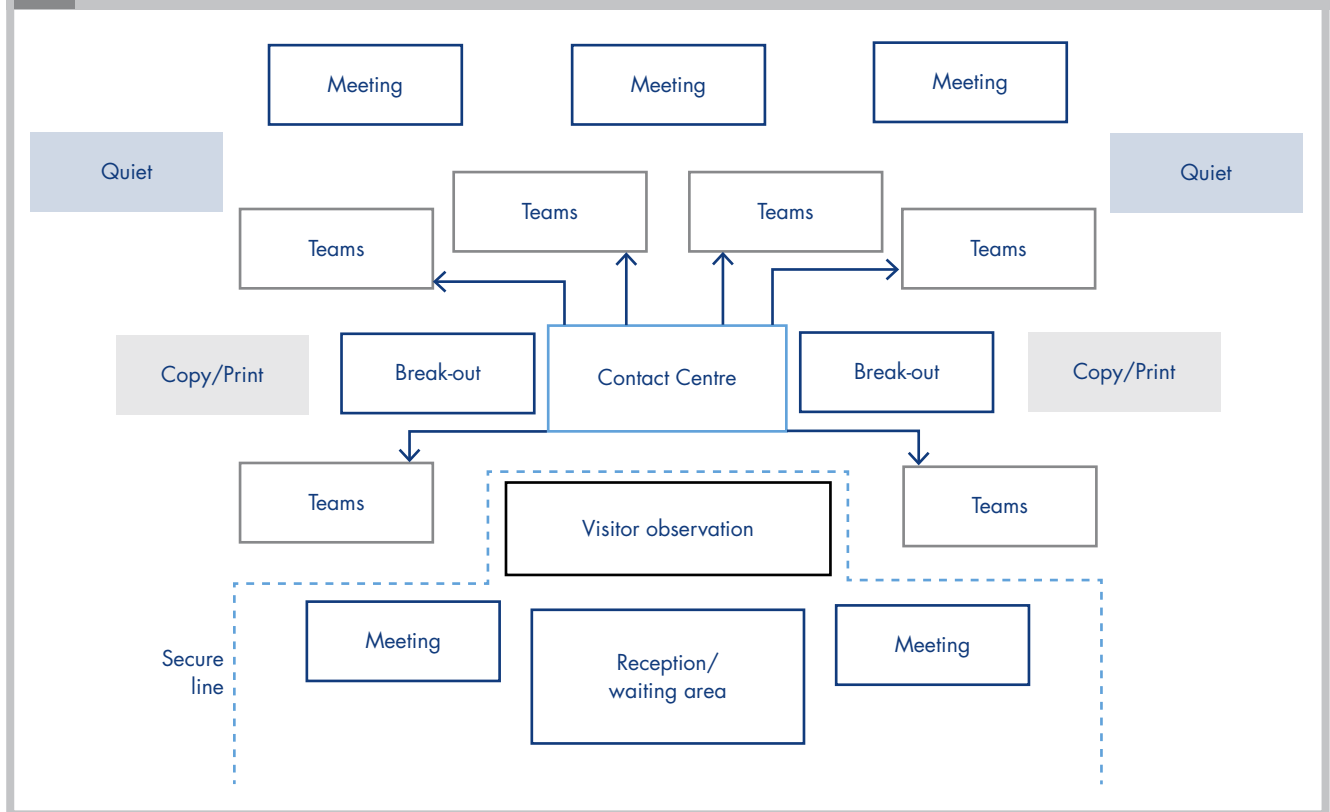 Meeting
Meeting
Meeting
Quiet
Quiet
Teams
Teams
Teams
Teams
Copy/Print
Break-out
Contact Centre
Break-out
Copy/Print
Teams
Visitor observation
Teams
Secure
line
Meeting
Reception/
waiting area
Meeting